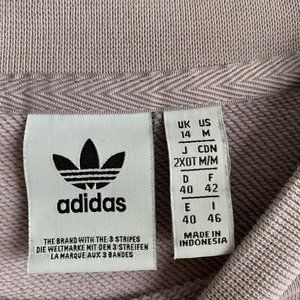 adidas
THE BRAND WITH THE 3 STRIPES
DIE WELTMARKE MIT DEN 3 STREIFEN
LA MARQUE AUX 3 BANDES
UK US
14 M
J CDN
2XOT M/M
D F
40 42
E I
40 46
MADE IN
INDONESIA